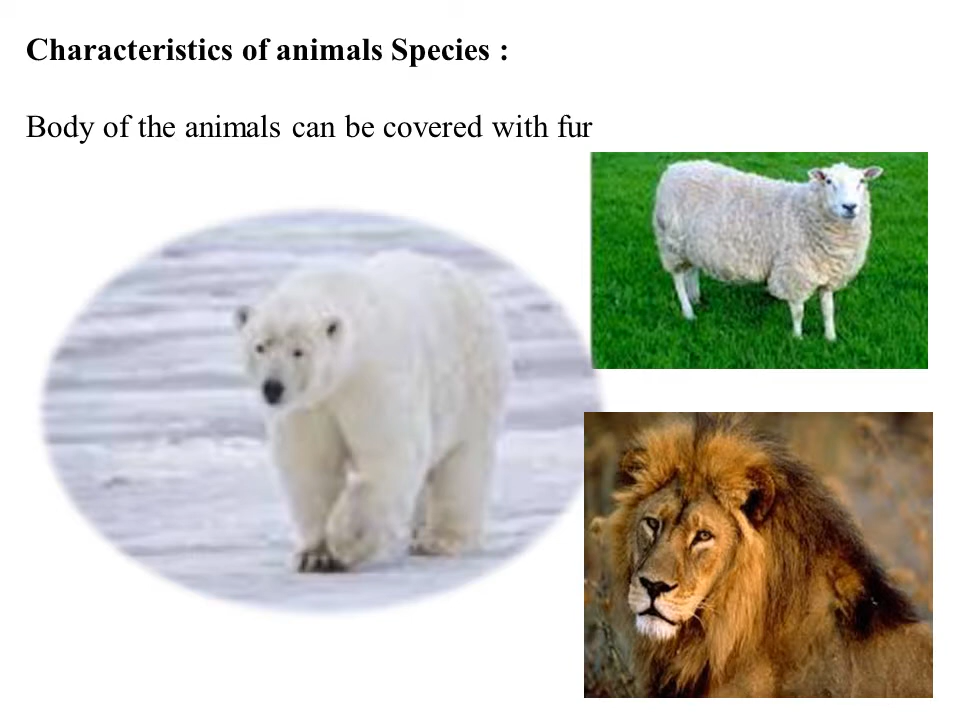 Characteristics of animals Species :
Body of the animals can be covered with fur